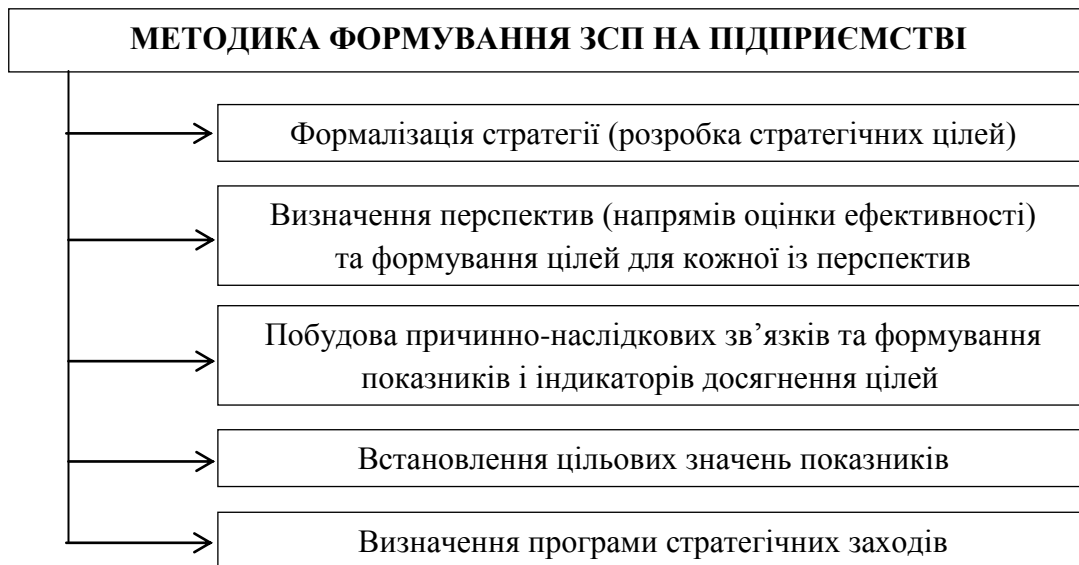 МЕТОДИКА ФОРМУВАННЯ ЗСП НА ПІДПРИЄМСТВІ
Формалізація стратегії (розробка стратегічних цілей)
Визначення перспектив (напрямів оцінки ефективності)
та формування цілей для кожної із перспектив
Побудова причинно-наслідкових зв’язків та формування
показників і індикаторів досягнення цілей
Встановлення цільових значень показників
Визначення програми стратегічних заходів